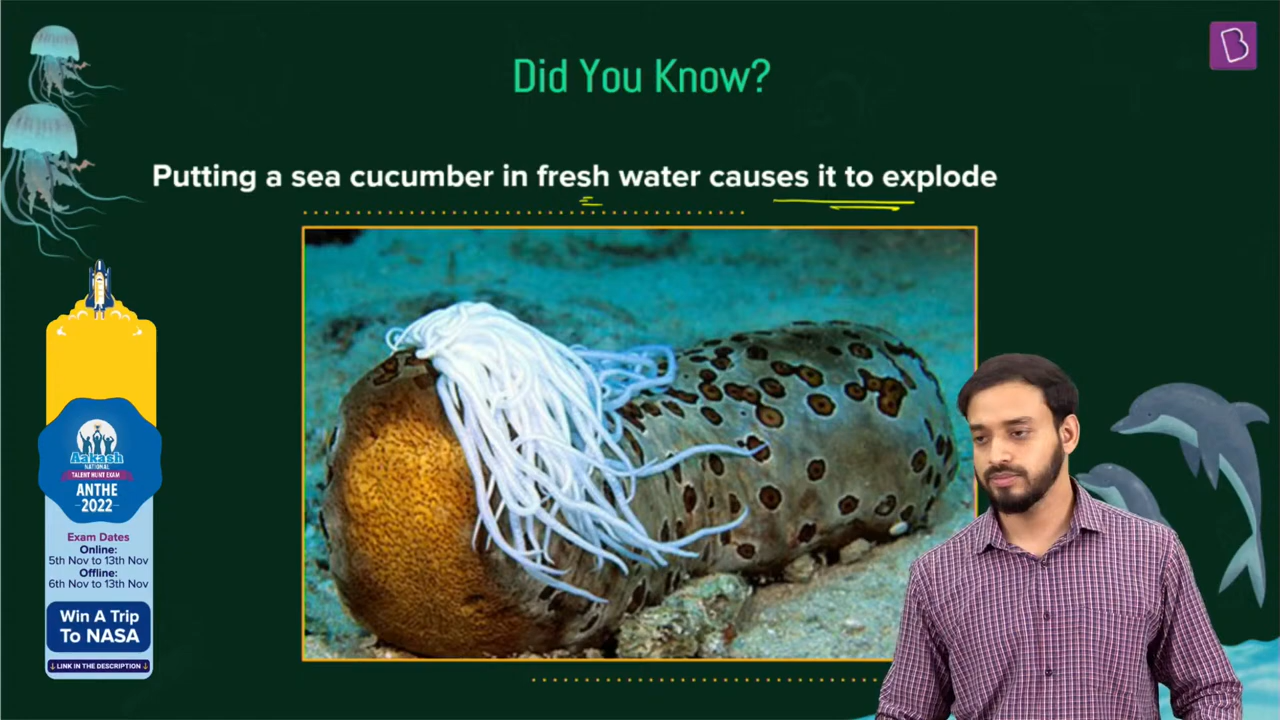 Did You Know?
Putting a sea cucumber in fresh water causes it to explode
B
Aakash
NATIONAL
TALENT HUNT EXAM
ANTHE
-2022-
Exam Dates
Online:
5th Nov to 13th Nov
Offline:
6th Nov to 13th Nov
Win A Trip
To NASA
↓ LINK IN THE DESCRIPTION ↓